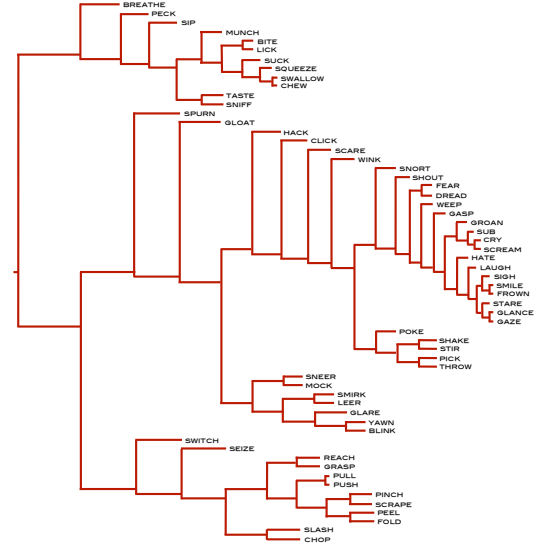 BREATHE
PECK
SIP
MUNCH
BITE
LICK
SUCK
SQUEEZE
SWALLOW
CHEW
TASTE
SNIFF
SPURN
GLOAT
HACK
CLICK
SCARE
WINK
SNORT
SHOUT
FEAR
DREAD
WEEP
GASP
GROAN
SUB
CRY
SCREAM
HATE
LAUGH
SIGH
SMILE
FROWN
STARE
GLANCE
GAZE
POKE
SHAKE
STIR
PICK
THROW
SNEER
MOCK
SMIRK
LEER
GLARE
YAWN
BLINK
SWITCH
SEIZE
REACH
GRASP
PULL
PUSH
PINCH
SCRAPE
PEEL
FOLD
SLASH
CHOP